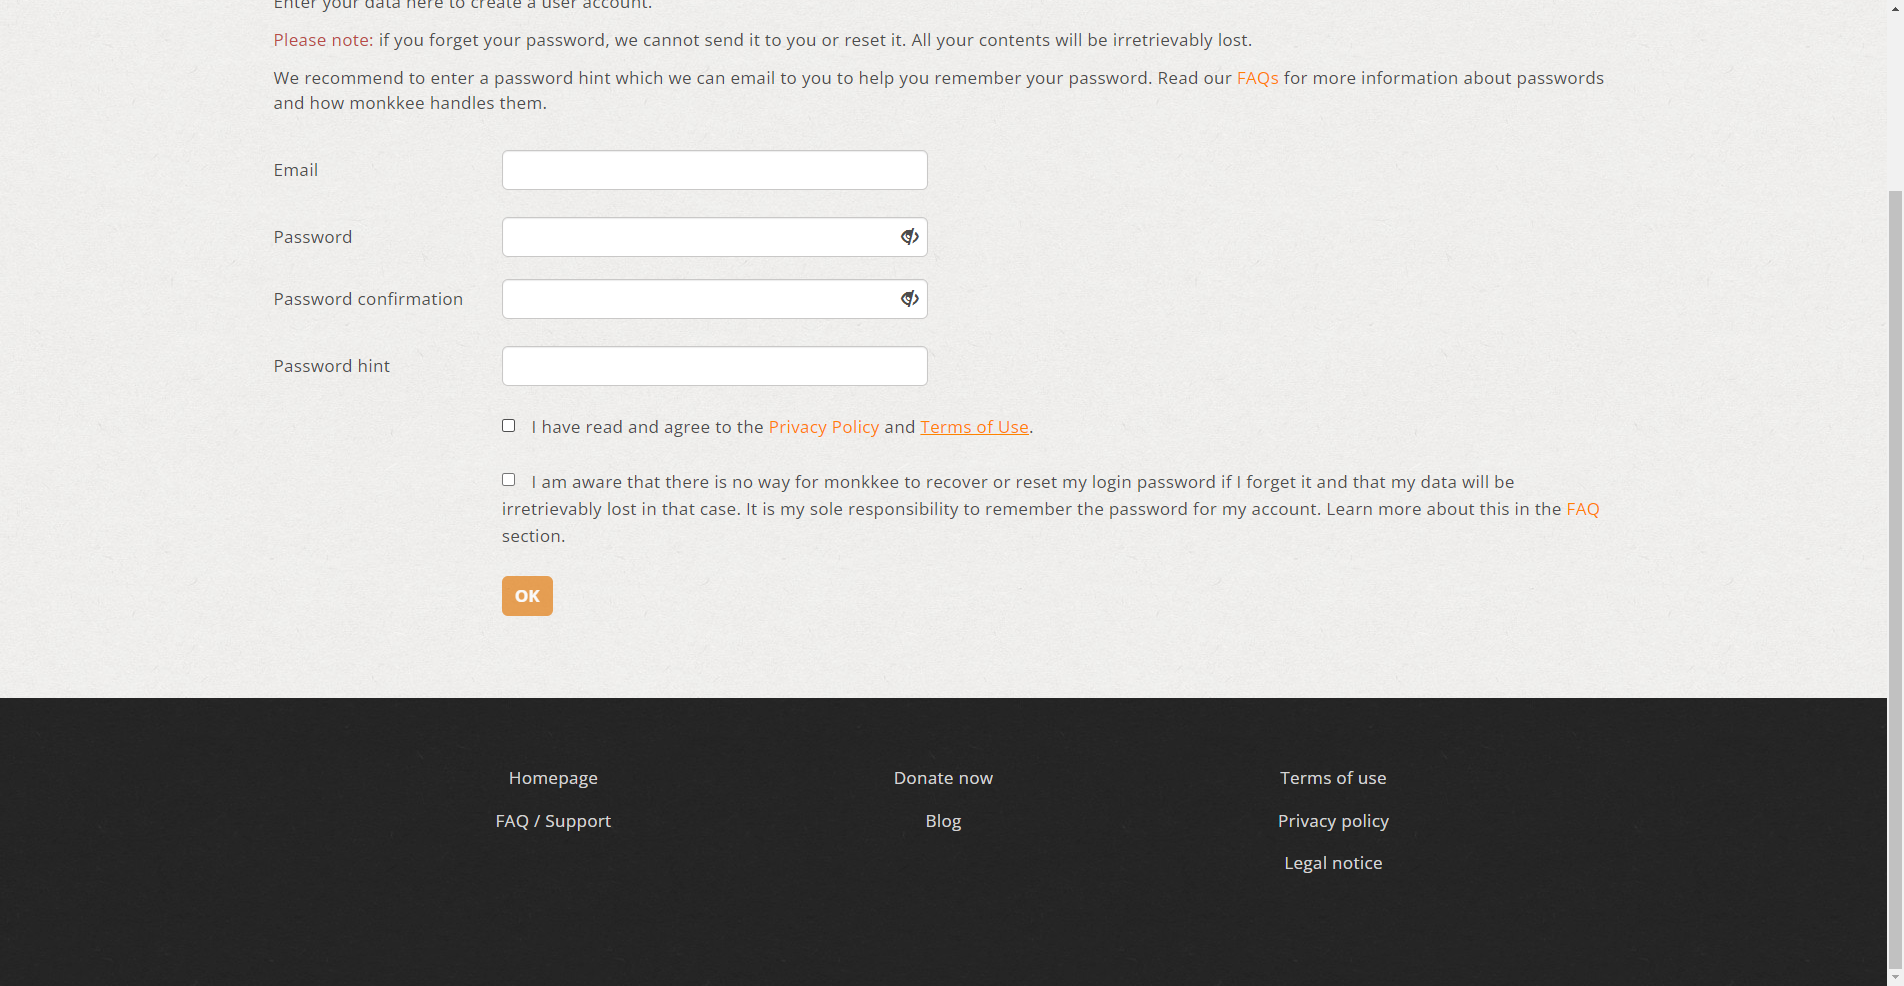 Enter your data here to create a user account.
Please note: if you forget your password, we cannot send it to you or reset it. All your contents will be irretrievably lost.
We recommend to enter a password hint which we can email to you to help you remember your password. Read our FAQs for more information about passwords
and how monkkee handles them.
Email
Password
Password confirmation
Password hint
I have read and agree to the Privacy Policy and Terms of Use.
I am aware that there is no way for monkkee to recover or reset my login password if I forget it and that my data will be
irretrievably lost in that case. It is my sole responsibility to remember the password for my account. Learn more about this in the FAQ
section.
OK
Homepage
Donate now
Terms of use
FAQ / Support
Blog
Privacy policy
Legal notice